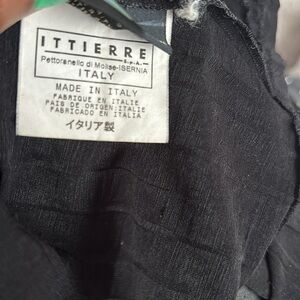 ITTIERRE
S.p.A.
Pettoranello di Molise-ISERNIA
ITALY
MADE IN ITALY
FABRIQUE EN ITALIE
PAIS DE ORIGEN:ITALIA
FABRICADO EN ITALIA
イタリア製